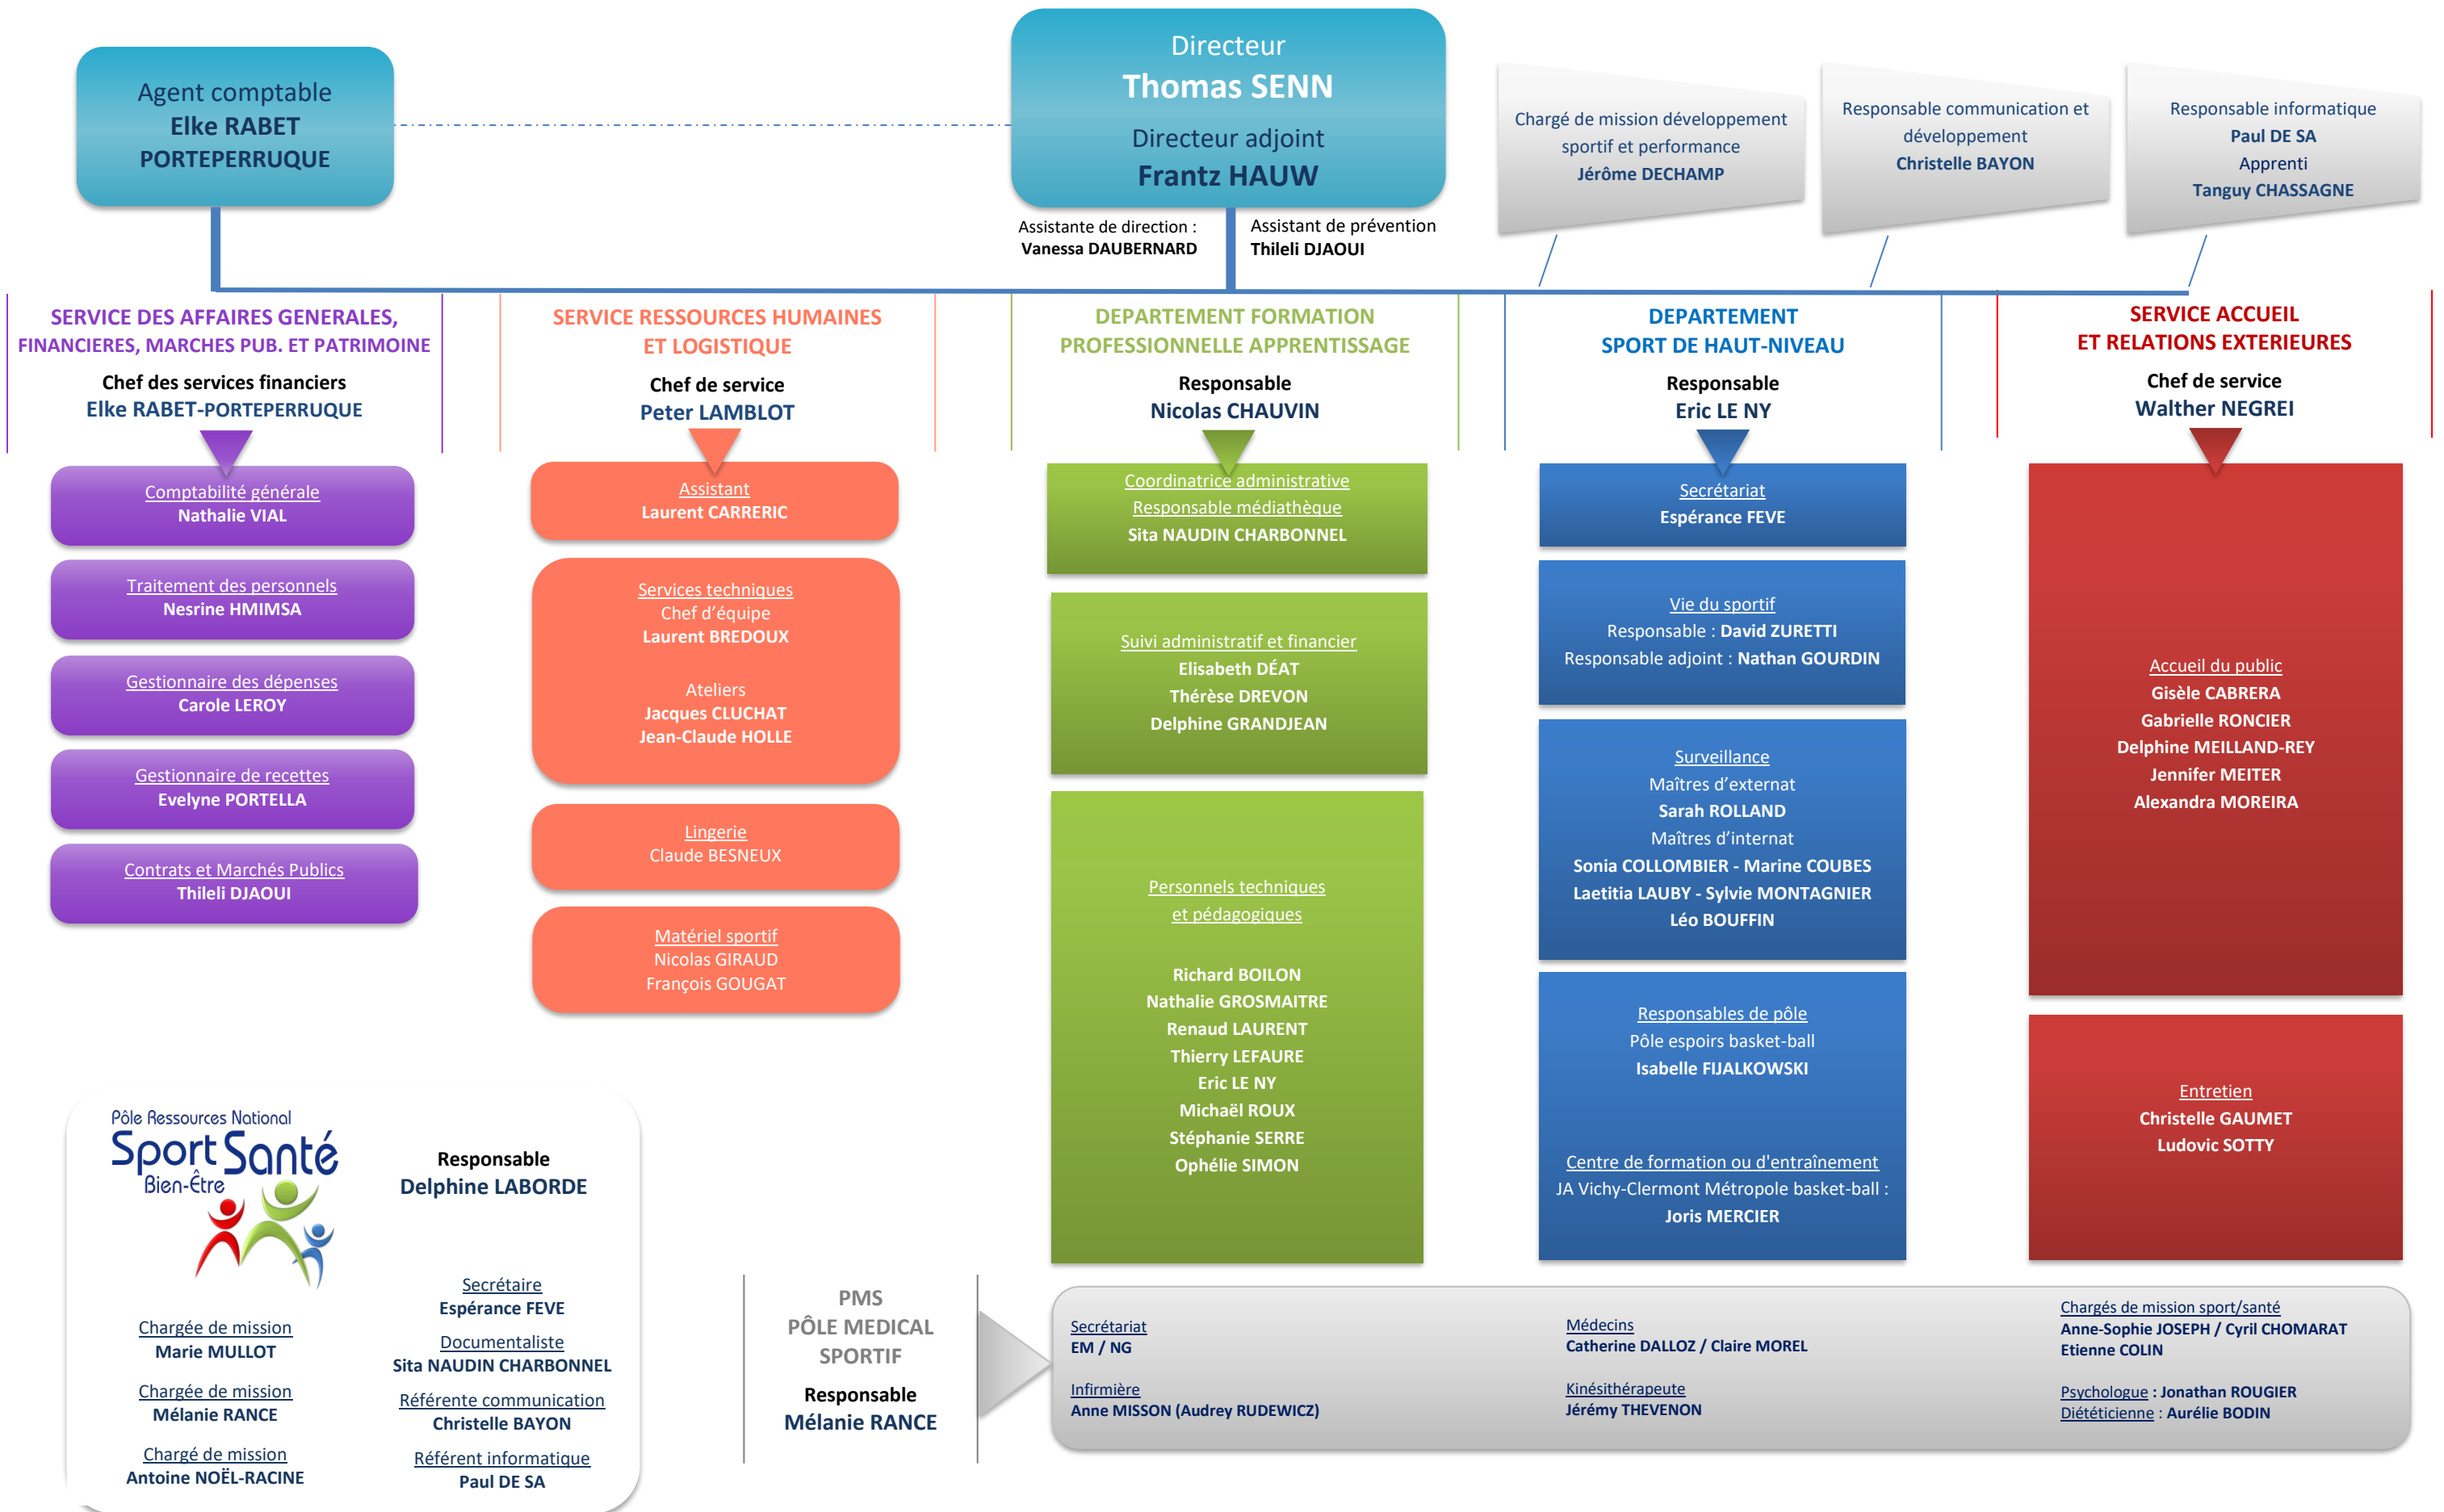 Agent comptable
Elke RABET
PORTEPERRUQUE
Directeur
Thomas SENN
Directeur adjoint
Frantz HAUW
Chargé de mission développement
sportif et performance
Jérôme DECHAMP
Responsable communication et
développement
Christelle BAYON
Responsable informatique
Paul DE SA
Apprenti
Tanguy CHASSAGNE
Assistante de direction :
Vanessa DAUBERNARD
Assistant de prévention
Thileli DJAOUI
SERVICE DES AFFAIRES GENERALES,
FINANCIERES, MARCHES PUB. ET PATRIMOINE
Chef des services financiers
Elke RABET-PORTEPERRUQUE
Comptabilité générale
Nathalie VIAL
Traitement des personnels
Nesrine HMIMSA
Gestionnaire des dépenses
Carole LEROY
Gestionnaire de recettes
Evelyne PORTELLA
Contrats et Marchés Publics
Thileli DJAOUI
SERVICE RESSOURCES HUMAINES
ET LOGISTIQUE
Chef de service
Peter LAMBLOT
Assistant
Laurent CARRERIC
Services techniques
Chef d’équipe
Laurent BREDOUX
Ateliers
Jacques CLUCHAT
Jean-Claude HOLLE
Lingerie
Claude BESNEUX
Matériel sportif
Nicolas GIRAUD
François GOUGAT
DEPARTEMENT FORMATION
PROFESSIONNELLE APPRENTISSAGE
Responsable
Nicolas CHAUVIN
Coordinatrice administrative
Responsable médiathèque
Sita NAUDIN CHARBONNEL
Suivi administratif et financier
Elisabeth DÉAT
Thérèse DREVON
Delphine GRANDJEAN
Personnels techniques
et pédagogiques
Richard BOILON
Nathalie GROSMAITRE
Renaud LAURENT
Thierry LEFAURE
Eric LE NY
Michaël ROUX
Stéphanie SERRE
Ophélie SIMON
DEPARTEMENT
SPORT DE HAUT-NIVEAU
Responsable
Eric LE NY
Secrétariat
Espérance FEVE
Vie du sportif
Responsable : David ZURETTI
Responsable adjoint : Nathan GOURDIN
Surveillance
Maîtres d’externat
Sarah ROLLAND
Maîtres d’internat
Sonia COLLOMBIER - Marine COUBES
Laetitia LAUBY - Sylvie MONTAGNIER
Léo BOUFFIN
Responsables de pôle
Pôle espoirs basket-ball
Isabelle FIJALKOWSKI
Centre de formation ou d'entraînement
JA Vichy-Clermont Métropole basket-ball :
Joris MERCIER
SERVICE ACCUEIL
ET RELATIONS EXTERIEURES
Chef de service
Walther NEGREI
Accueil du public
Gisèle CABRERA
Gabrielle RONCIER
Delphine MEILLAND-REY
Jennifer MEITER
Alexandra MOREIRA
Entretien
Christelle GAUMET
Ludovic SOTTY
Pôle Ressources National
Sport Santé
Bien-Être
Responsable
Delphine LABORDE
Chargée de mission
Marie MULLOT
Chargée de mission
Mélanie RANCE
Chargé de mission
Antoine NOËL-RACINE
Secrétaire
Espérance FEVE
Documentaliste
Sita NAUDIN CHARBONNEL
Référente communication
Christelle BAYON
Référent informatique
Paul DE SA
PMS
PÔLE MEDICAL
SPORTIF
Responsable
Mélanie RANCE
Secrétariat
EM / NG
Infirmière
Anne MISSON (Audrey RUDEWICZ)
Médecins
Catherine DALLOZ / Claire MOREL
Kinésithérapeute
Jérémy THEVENON
Chargés de mission sport/santé
Anne-Sophie JOSEPH / Cyril CHOMARAT
Etienne COLIN
Psychologue : Jonathan ROUGIER
Diététicienne : Aurélie BODIN